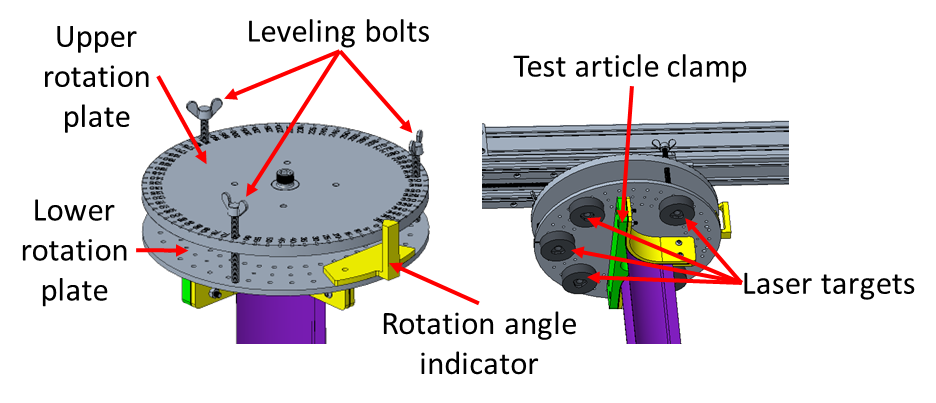 Upper
rotation
plate
Leveling bolts
Test article clamp
Lower
rotation
plate
Rotation angle
indicator
Laser targets